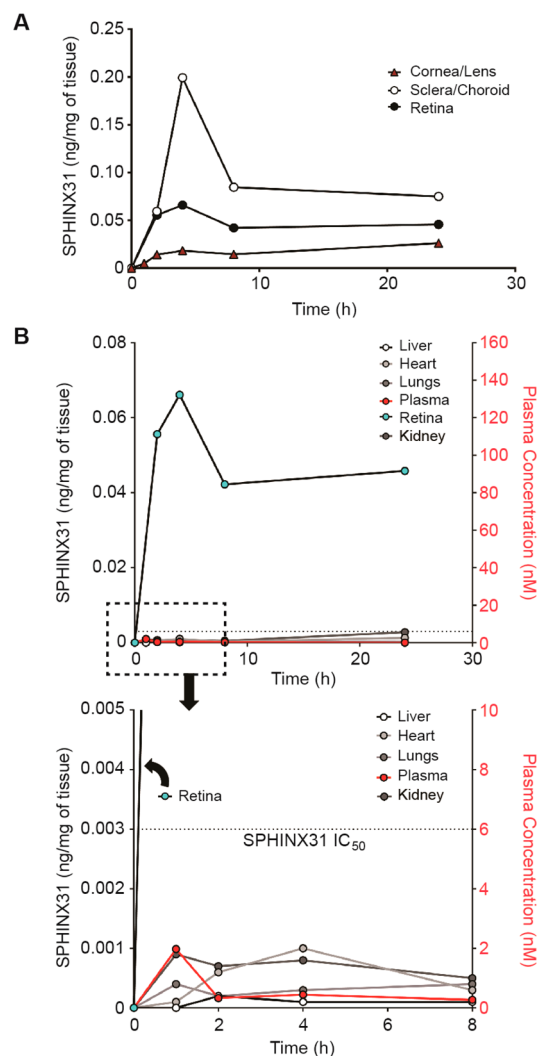 A
SPHINX31 (ng/mg of tissue)
0.25
0.20
0.15
0.10
0.05
0
0
10
20
30
Time (h)
Cornea/Lens
Sclera/Choroid
Retina
B
SPHINX31 (ng/mg of tissue)
0.08
0.06
0.04
0.02
0
0
10
20
30
Time (h)
Liver
Heart
Lungs
Plasma
Retina
Kidney
160
140
120
100
80
60
40
20
10
0
Plasma Concentration (nM)
SPHINX31 (ng/mg of tissue)
0.005
0.004
0.003
0.002
0.001
0
0
2
4
6
8
Time (h)
Retina
SPHINX31 IC50
Liver
Heart
Lungs
Plasma
Kidney
10
8
6
4
2
0
Plasma Concentration (nM)